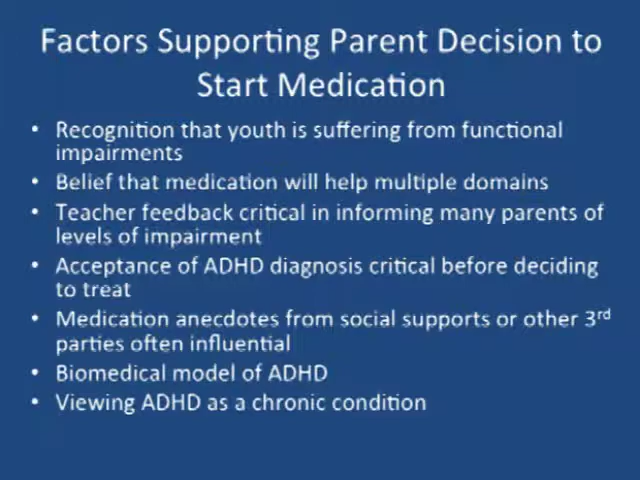 Factors Supporting Parent Decision to
Start Medication
• Recognition that youth is suffering from functional
impairments
• Belief that medication will help multiple domains
• Teacher feedback critical in informing many parents of
levels of impairment
• Acceptance of ADHD diagnosis critical before deciding
to treat
• Medication anecdotes from social supports or other 3rd
parties often influential
• Biomedical model of ADHD
• Viewing ADHD as a chronic condition